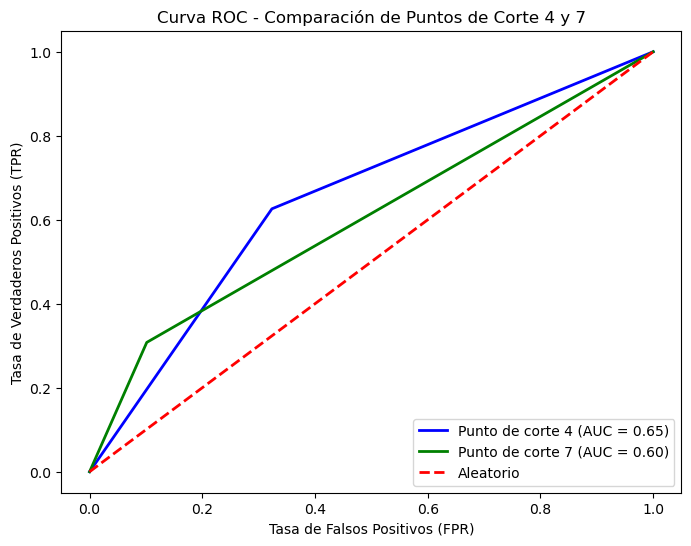 Curva ROC - Comparación de Puntos de Corte 4 y 7
Tasa de Verdaderos Positivos (TPR)
1.0
0.8
0.6
0.4
0.2
0.0
0.0 0.2 0.4 0.6 0.8 1.0
Tasa de Falsos Positivos (FPR)
Punto de corte 4 (AUC = 0.65)
Punto de corte 7 (AUC = 0.60)
Aleatorio